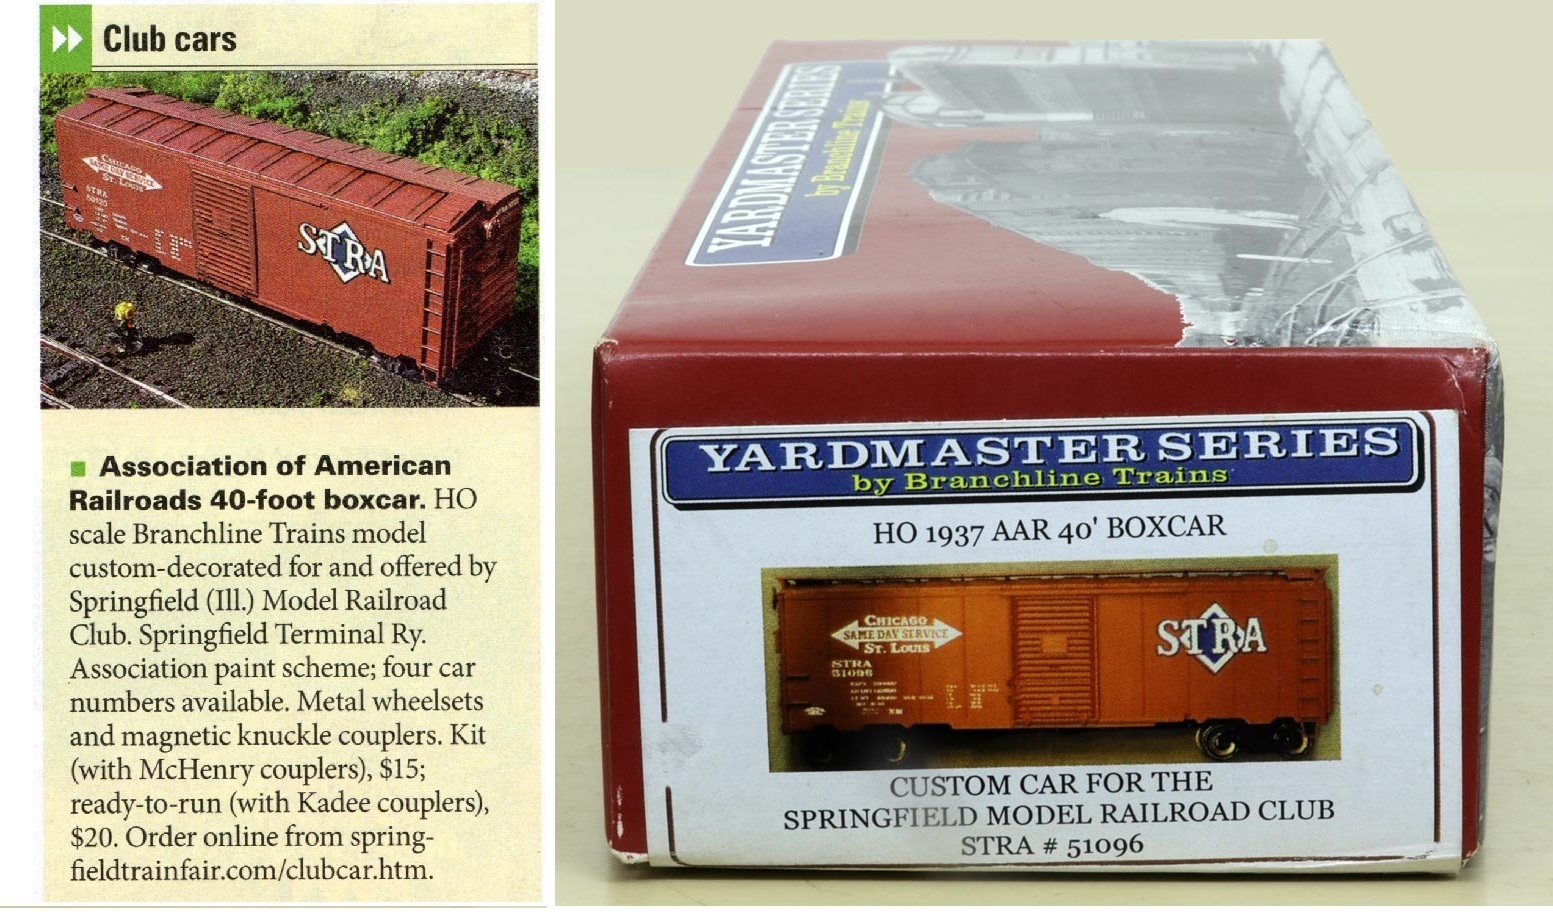 Club cars
CHICAGO
SAME DAY SERVICE
ST. LOUIS
STRA
STRA
■ Association of American
Railroads 40-foot boxcar. HO
scale Branchline Trains model
custom-decorated for and offered by
Springfield (Ill.) Model Railroad
Club. Springfield Terminal Ry.
Association paint scheme; four car
numbers available. Metal wheelsets
and magnetic knuckle couplers. Kit
(with McHenry couplers), $15;
ready-to-run (with Kadee couplers),
$20. Order online from spring-
fieldtrainfair.com/clubcar.htm.
YARDMASTER SERIES
by Branchline Trains
YARDMASTER SERIES
by Branchline Trains
HO 1937 AAR 40' BOXCAR
CHICAGO
SAME DAY SERVICE
ST. LOUIS
STRA
51096
STRA
CUSTOM CAR FOR THE
SPRINGFIELD MODEL RAILROAD CLUB
STRA # 51096